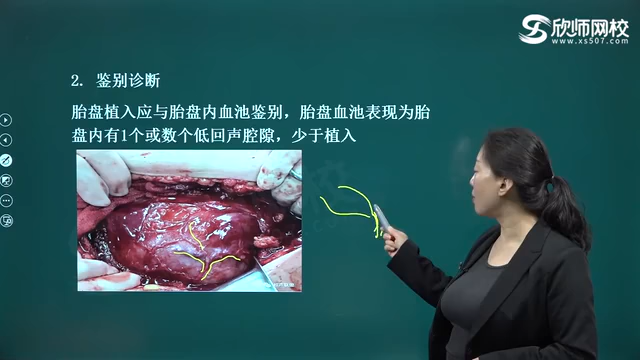 欣师网校
www.xs507.com
2. 鉴别诊断
胎盘植入应与胎盘内血池鉴别，胎盘血池表现为胎
盘内有1个或数个低回声腔隙，少于植入